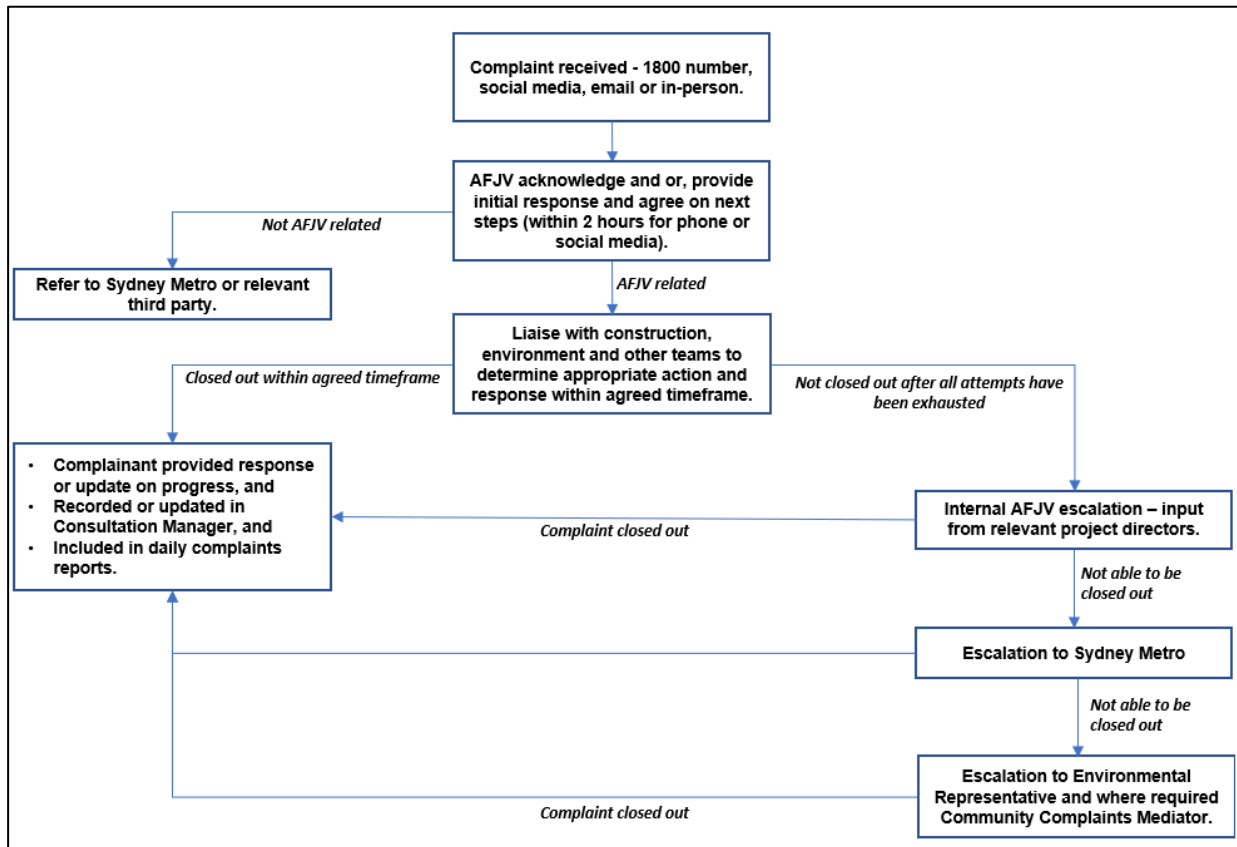 Complaint received - 1800 number,
social media, email or in-person.
AFJV acknowledge and or, provide
initial response and agree on next
steps (within 2 hours for phone or
social media).
Not AFJV related
Refer to Sydney Metro or relevant
third party.
AFJV related
Liaise with construction,
environment and other teams to
determine appropriate action and
response within agreed timeframe.
Closed out within agreed timeframe
Not closed out after all attempts have
been exhausted
• Complainant provided response
or update on progress, and
• Recorded or updated in
Consultation Manager, and
• Included in daily complaints
reports.
Internal AFJV escalation – input
from relevant project directors.
Complaint closed out
Not able to be
closed out
Escalation to Sydney Metro
Not able to be
closed out
Escalation to Environmental
Representative and where required
Community Complaints Mediator.
Complaint closed out